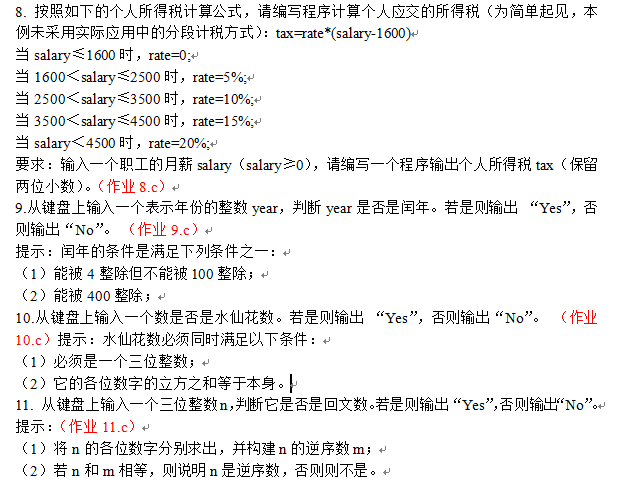 8. 按照如下的个人所得税计算公式，请编写程序计算个人应交的所得税（为简单起见，本
例未采用实际应用中的分段计税方式）：tax=rate*(salary-1600)↵
当 salary≤1600 时，rate=0;↵
当 1600＜salary≤2500 时，rate=5%;↵
当 2500＜salary≤3500 时，rate=10%;↵
当 3500＜salary≤4500 时，rate=15%;↵
当 salary＜4500 时，rate=20%;↵
要求：输入一个职工的月薪 salary（salary≥0），请编写一个程序输出个人所得税 tax（保留
两位小数）。（作业 8.c）↵
9.从键盘上输入一个表示年份的整数 year，判断 year 是否是闰年。若是则输出 “Yes”，否
则输出“No”。 （作业 9.c）↵
提示：闰年的条件是满足下列条件之一：↵
（1）能被 4 整除但不能被 100 整除；↵
（2）能被 400 整除；↵
10.从键盘上输入一个数是否是水仙花数。若是则输出 “Yes”，否则输出“No”。 （作业
10.c）提示：水仙花数必须同时满足以下条件：↵
（1）必须是一个三位整数；↵
（2）它的各位数字的立方之和等于本身。↵
11. 从键盘上输入一个三位整数 n，判断它是否是回文数。若是则输出“Yes”，否则输出“No”。↵
提示：（作业 11.c）↵
（1）将 n 的各位数字分别求出，并构建 n 的逆序数 m；↵
（2）若 n 和 m 相等，则说明 n 是逆序数，否则则不是。↵